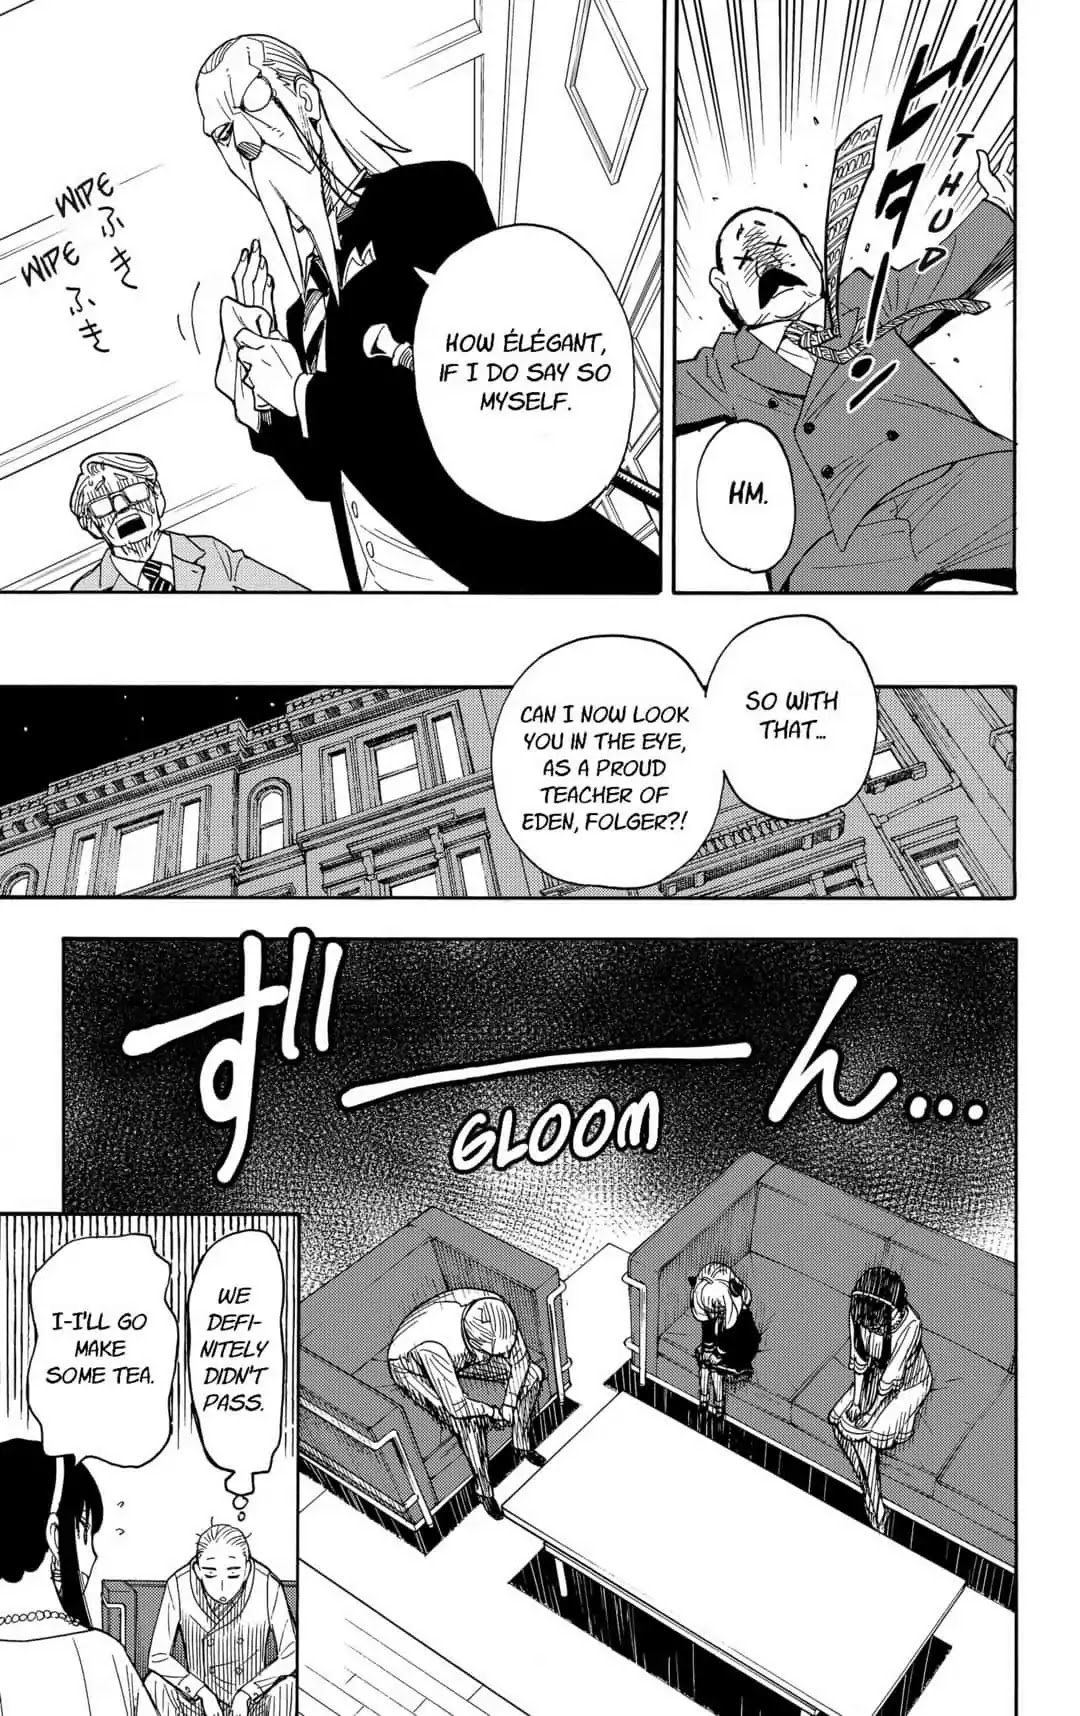 ビターーン
THUD
HM.
HOW ÉLÉGANT,
IF I DO SAY SO
MYSELF.
WIPE
ふき
WIPE
ふき
SO WITH
THAT...
CAN I NOW LOOK
YOU IN THE EYE,
AS A PROUD
TEACHER OF
EDEN, FOLGER?!
ずーん...
GLOOM
WE
DEFI-
NITELY
DIDN'T
PASS.
I-I'LL GO
MAKE
SOME TEA.